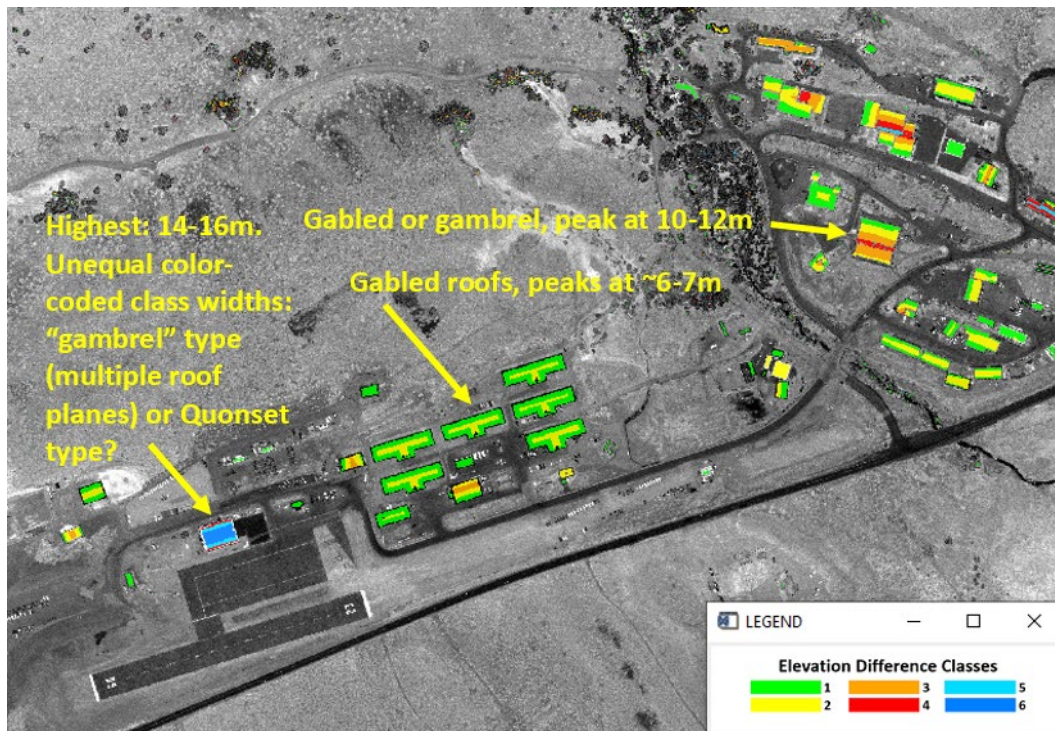 Highest: 14-16m.
Unequal color-
coded class widths:
“gambrel” type
(multiple roof
planes) or Quonset
type?
Gabled or gambrel, peak at 10-12m
Gabled roofs, peaks at ~6-7m
LEGEND
Elevation Difference Classes
1 3 5
2 4 6